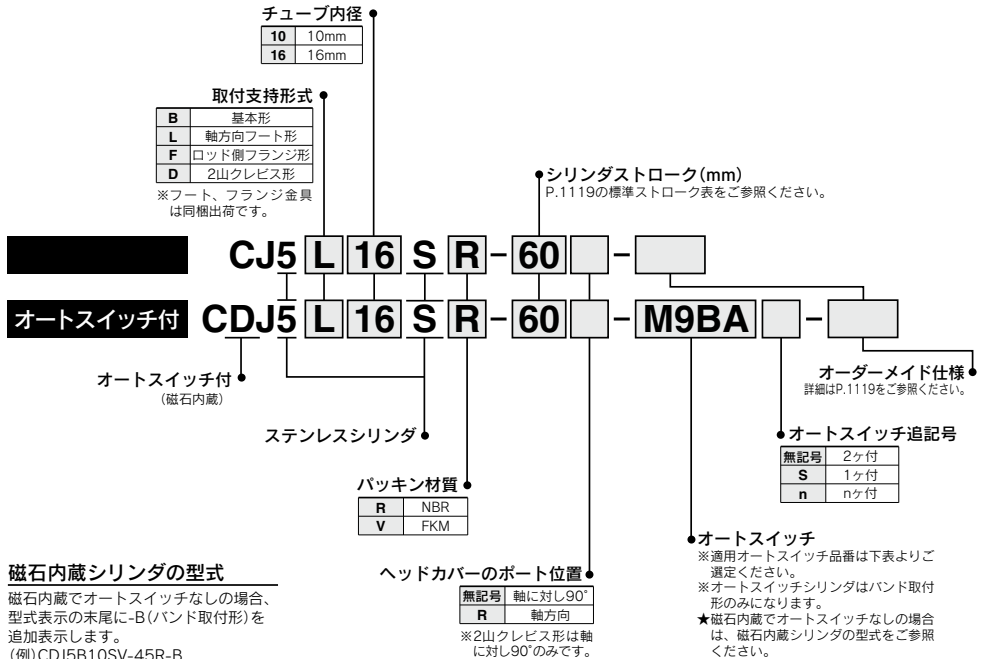 チューブ内径
10 10mm
16 16mm
取付支持形式
B 基本形
L 軸方向フート形
F ロッド側フランジ形
D 2山クレビス形
※フート、フランジ金具
は同梱出荷です。
シリンダストローク(mm)
P.1119の標準ストローク表をご参照ください。
CJ5 L 16 S R - 60 -
オートスイッチ付 CDJ5 L 16 S R - 60 - M9BA -
オートスイッチ付
(磁石内蔵)
ステンレスシリンダ
オーダーメイド仕様
詳細はP.1119をご参照ください。
オートスイッチ追記号
無記号 2ヶ付
S 1ヶ付
n nヶ付
パッキン材質
R NBR
V FKM
オートスイッチ
※適用オートスイッチ品番は下表よりご
選定ください。
※オートスイッチシリンダはバンド取付
形のみになります。
★磁石内蔵でオートスイッチなしの場合
は、磁石内蔵シリンダの型式をご参照
ください。
ヘッドカバーのポート位置
無記号 軸に対し90°
R 軸方向
※2山クレビス形は軸
に対し90°のみです。
磁石内蔵シリンダの型式
磁石内蔵でオートスイッチなしの場合、
型式表示の末尾に-B(バンド取付形)を
追加表示します。
(例)CDJ5B10SV-45R-B